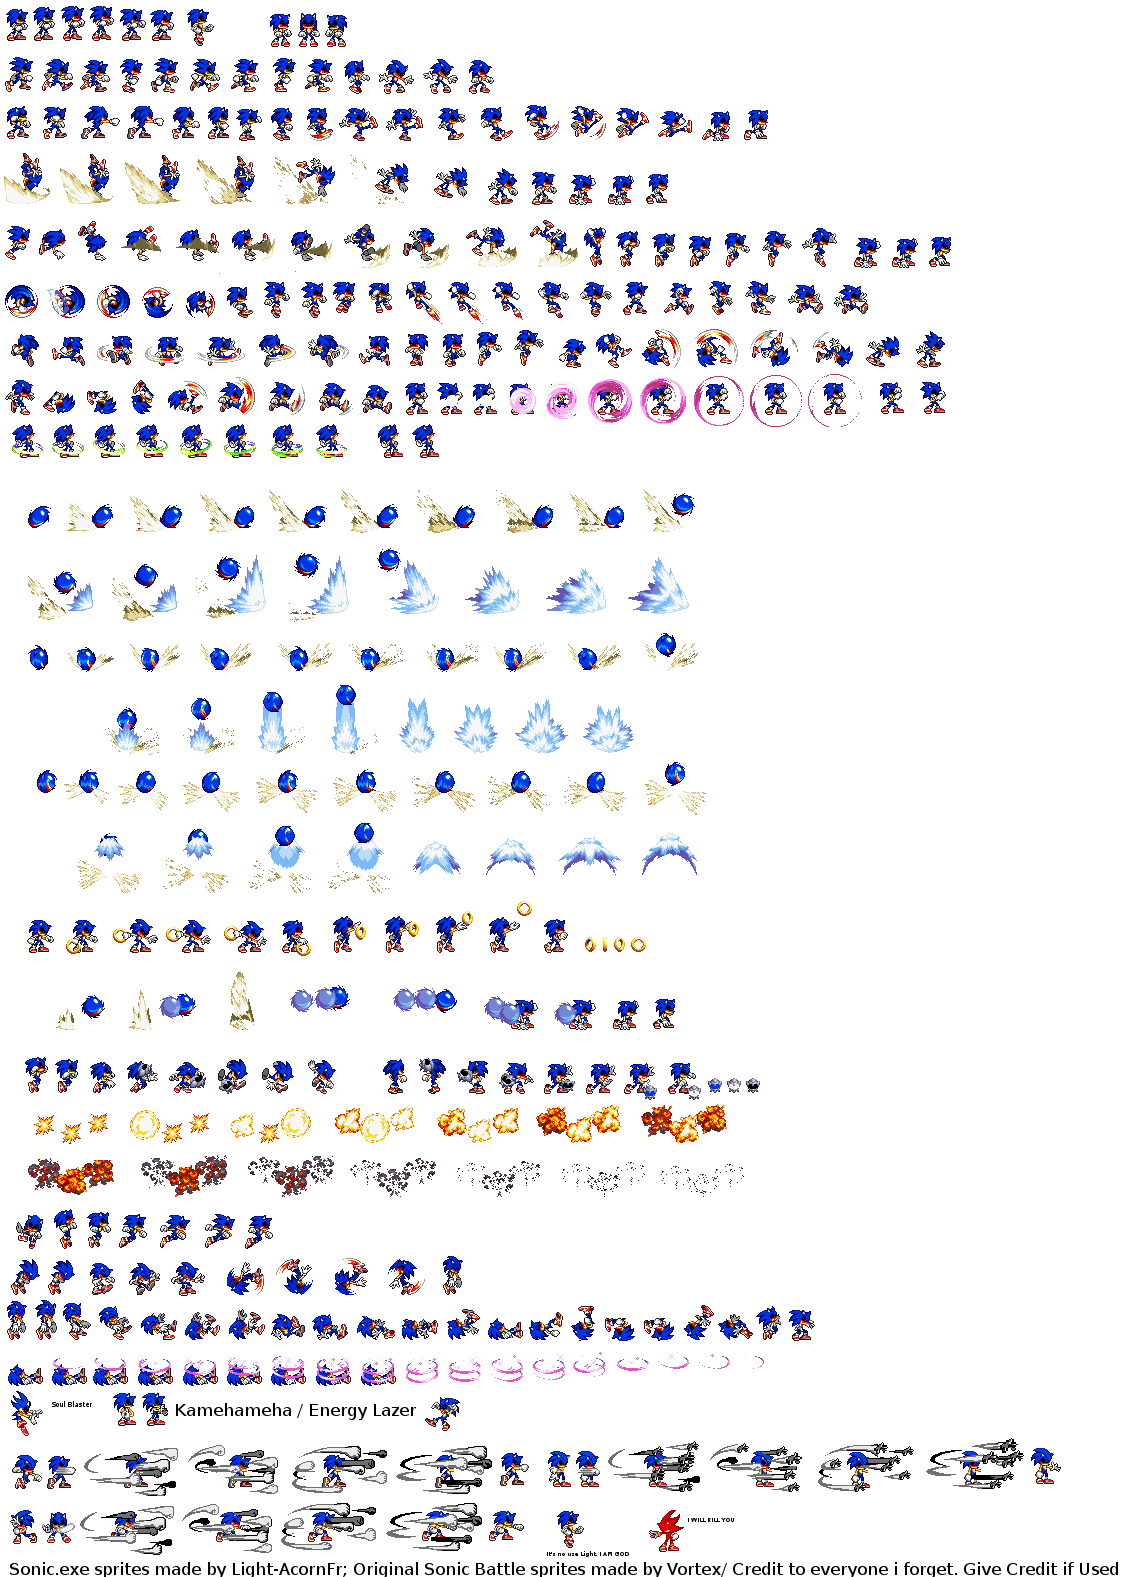 Soul Blaster
Kamehameha / Energy Lazer
I WILL KILL YOU
It's no use Light. I AM GOD
Sonic.exe sprites made by Light-AcornFr; Original Sonic Battle sprites made by Vortex/ Credit to everyone i forget. Give Credit if Used